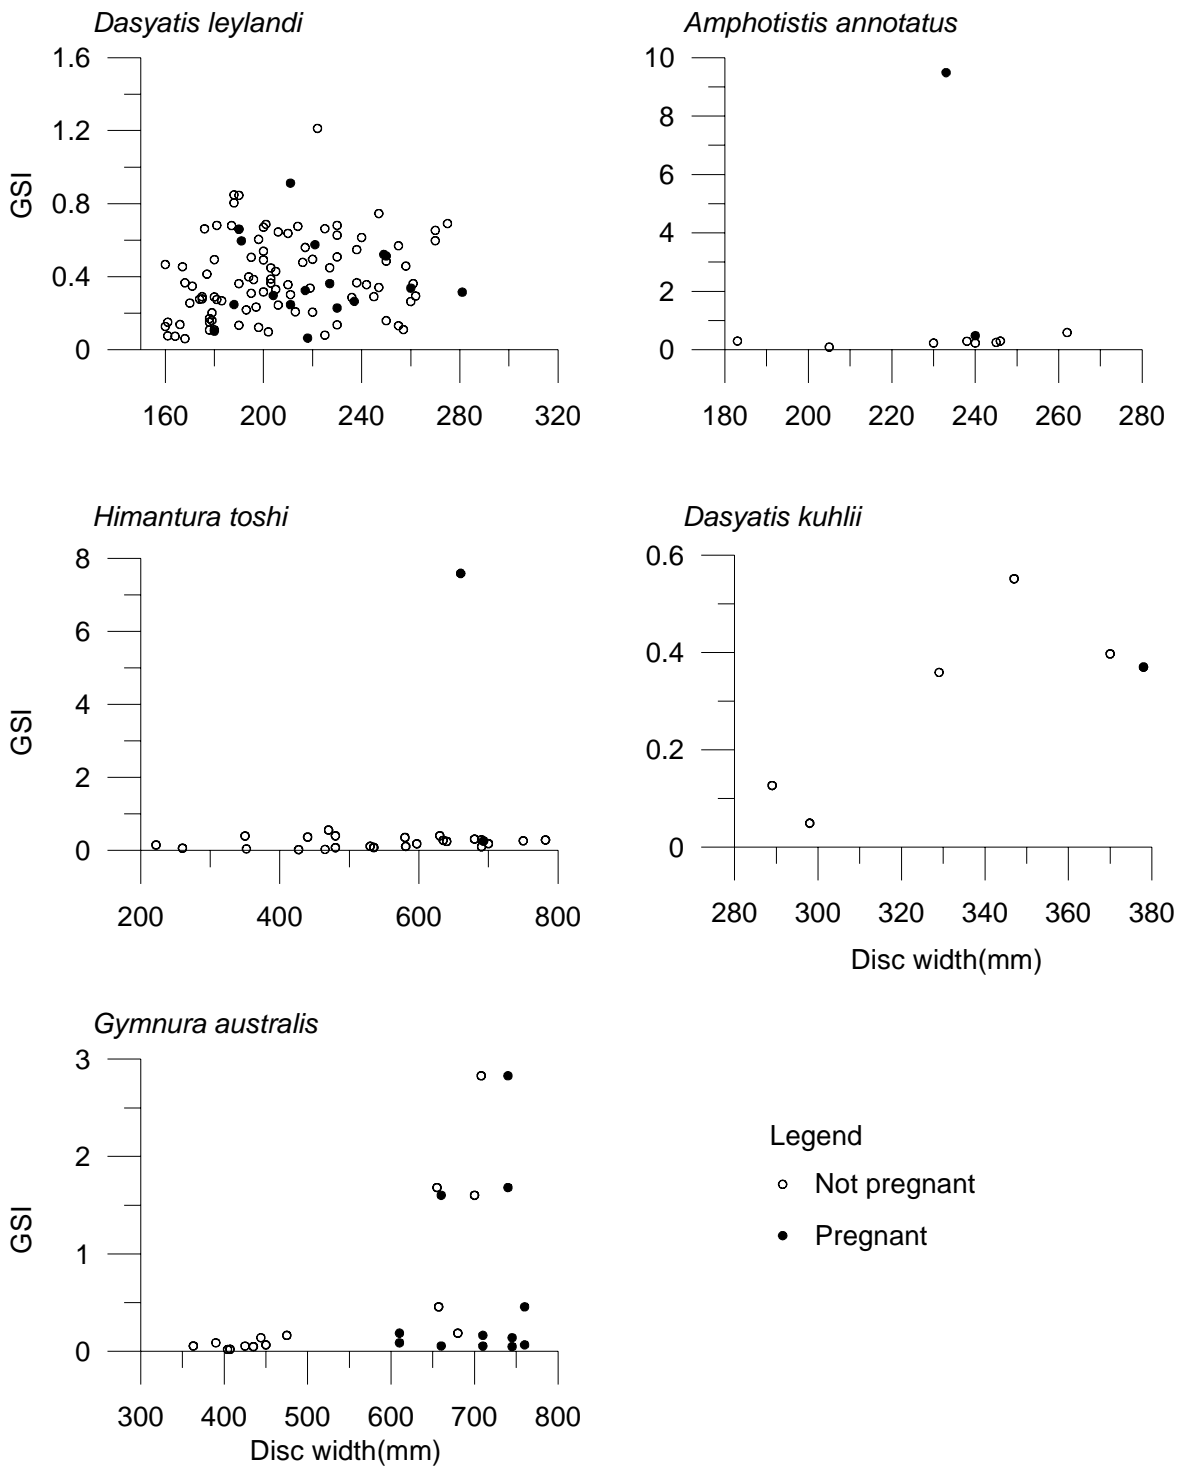 Dasyatis leylandi
1.6
1.2
0.8
0.4
0
GSI
160 200 240 280 320
Amphotistis annotatus
10
8
6
4
2
0
180 200 220 240 260 280
Himantura toshi
8
6
4
2
0
GSI
200 400 600 800
Dasyatis kuhlii
0.6
0.4
0.2
0
280 300 320 340 360 380
Disc width(mm)
Gymnura australis
3
2
1
0
GSI
300 400 500 600 700 800
Disc width(mm)
Legend
Not pregnant
Pregnant